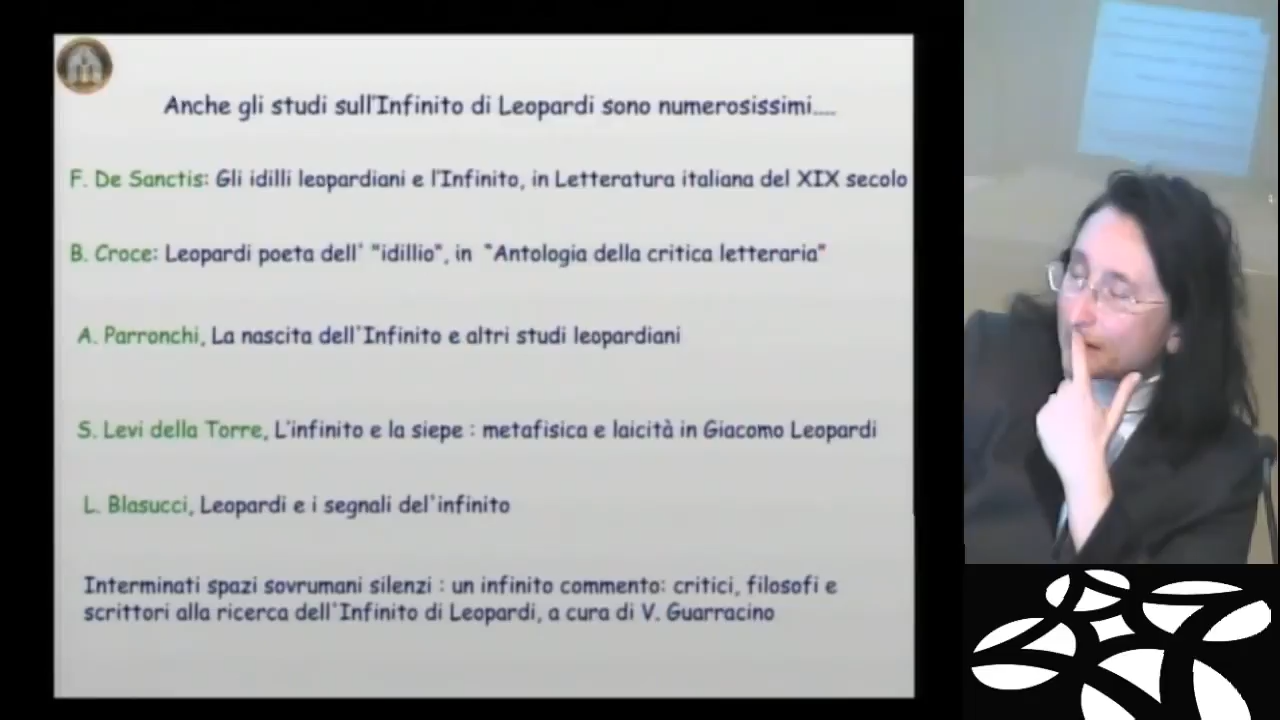 Anche gli studi sull'Infinito di Leopardi sono numerosissimi....
F. De Sanctis: Gli idilli leopardiani e l'Infinito, in Letteratura italiana del XIX secolo
B. Croce: Leopardi poeta dell' "idillio", in "Antologia della critica letteraria"
A. Parronchi, La nascita dell'Infinito e altri studi leopardiani
S. Levi della Torre, L'infinito e la siepe : metafisica e laicità in Giacomo Leopardi
L. Blasucci, Leopardi e i segnali del'infinito
Interminati spazi sovrumani silenzi : un infinito commento: critici, filosofi e
scrittori alla ricerca dell'Infinito di Leopardi, a cura di V. Guarracino